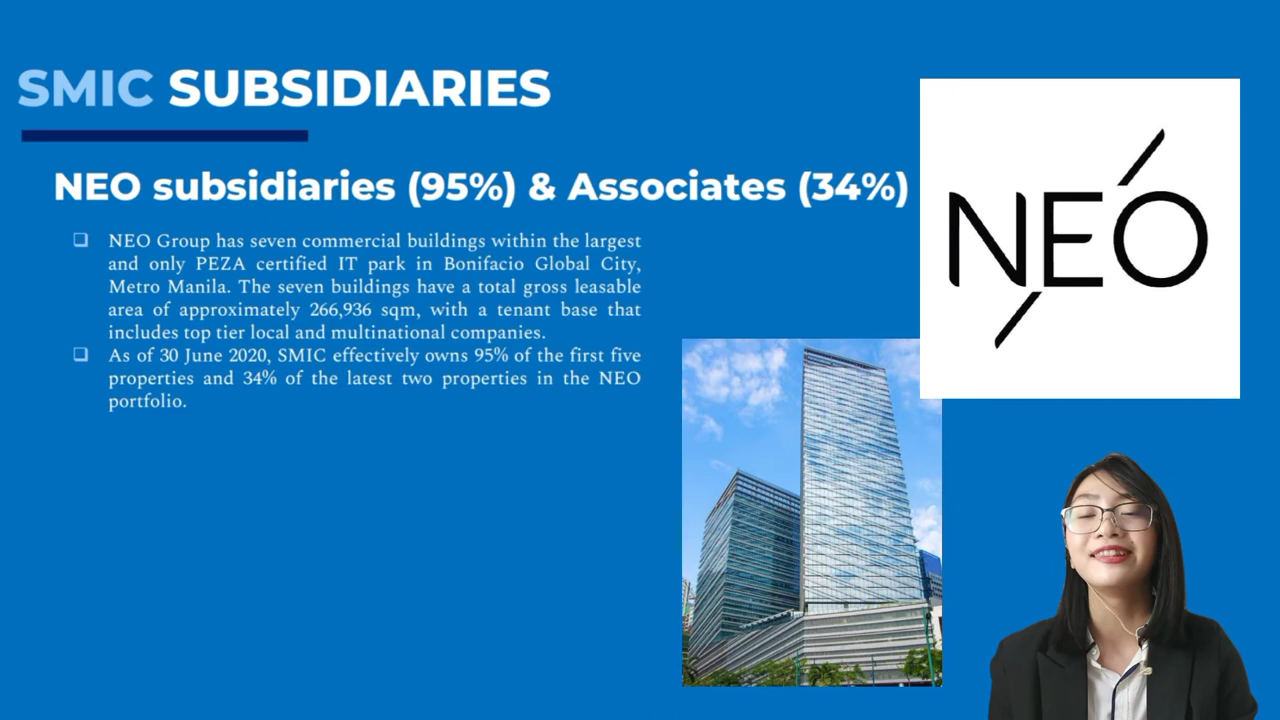 SMIC SUBSIDIARIES
NEO subsidiaries (95%) & Associates (34%)
NEO Group has seven commercial buildings within the largest
and only PEZA certified IT park in Bonifacio Global City,
Metro Manila. The seven buildings have a total gross leasable
area of approximately 266,936 sqm, with a tenant base that
includes top tier local and multinational companies.
As of 30 June 2020, SMIC effectively owns 95% of the first five
properties and 34% of the latest two properties in the NEO
portfolio.
NEO